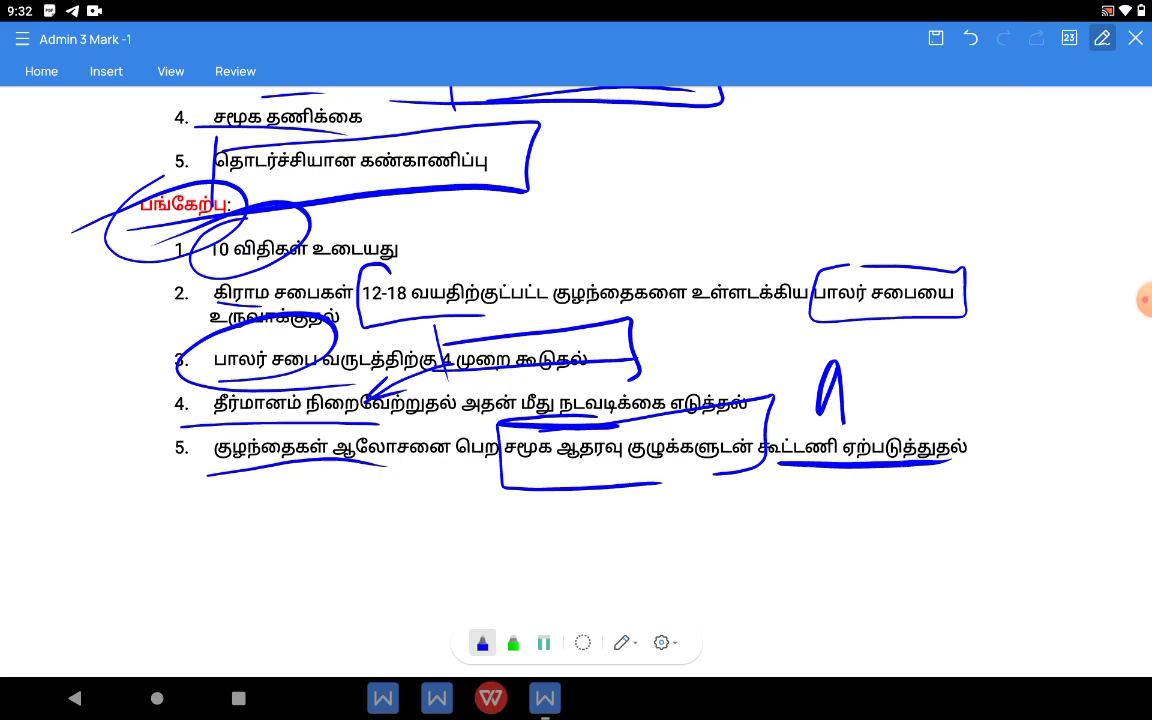 9:32
Admin 3 Mark -1
23
Home Insert View Review
4. சமூக தணிக்கை
5. தொடர்ச்சியான கண்காணிப்பு
பங்கேற்பு:
1. 10 விதிகள் உடையது
2. கிராம சபைகள் 12-18 வயதிற்குட்பட்ட குழந்தைகளை உள்ளடக்கிய பாலர் சபையை
உருவாக்குதல்
3. பாலர் சபை வருடத்திற்கு 4 முறை கூடுதல்
4. தீர்மானம் நிறைவேற்றுதல் அதன் மீது நடவடிக்கை எடுத்தல்
5. குழந்தைகள் ஆலோசனை பெற சமூக ஆதரவு குழுக்களுடன் கூட்டணி ஏற்படுத்துதல்